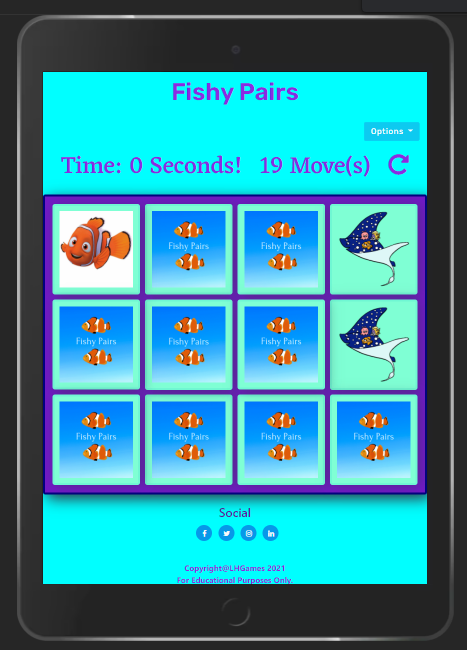 Fishy Pairs
Options
Time: 0 Seconds! 19 Move(s)
Fishy Pairs
Fishy Pairs
Fishy Pairs
Fishy Pairs
Fishy Pairs
Fishy Pairs
Fishy Pairs
Fishy Pairs
Fishy Pairs
Social
Copyright@LHGames 2021
For Educational Purposes Only.